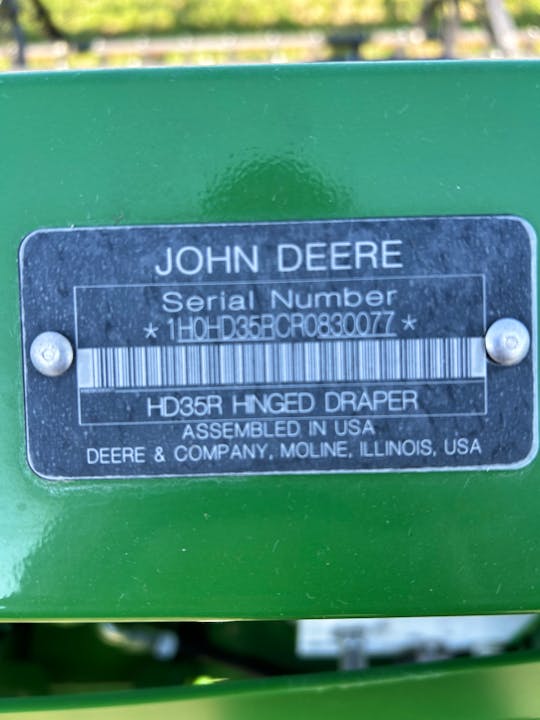 JOHN DEERE
Serial Number
*1H0HD35RCR0830077*
HD35R HINGED DRAPER
ASSEMBLED IN USA
DEERE & COMPANY, MOLINE, ILLINOIS, USA